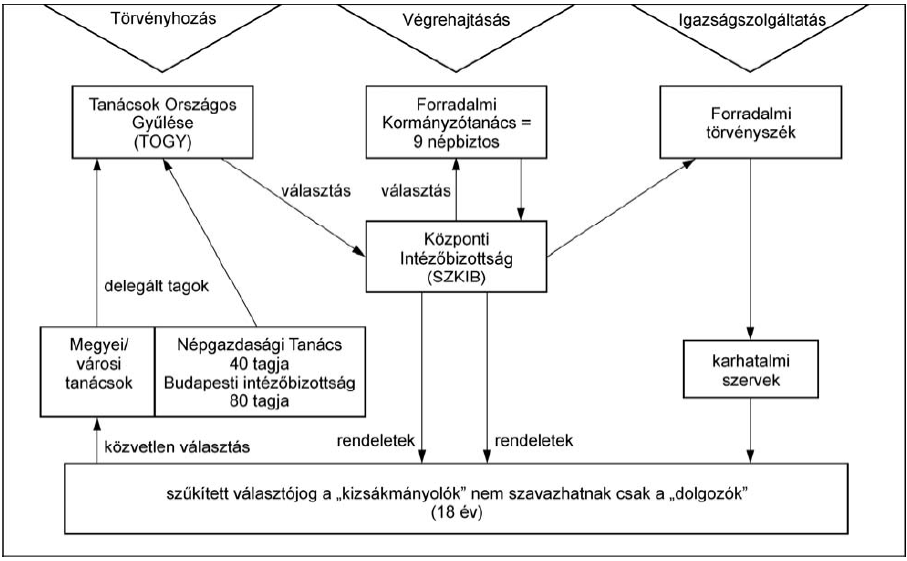 Törvényhozás
Végrehajtásás
Igazságszolgáltatás
Tanácsok Országos
Gyűlése
(TOGY)
Forradalmi
Kormányzótanács =
9 népbiztos
Forradalmi
törvényszék
választás
választás
Központi
Intézőbizottság
(SZKIB)
delegált tagok
Megyei/
városi
tanácsok
Népgazdasági Tanács
40 tagja
Budapesti intézőbizottság
80 tagja
karhatalmi
szervek
közvetlen választás
rendeletek
rendeletek
szűkített választójog a „kizsákmányolók” nem szavazhatnak csak a „dolgozók”
(18 év)